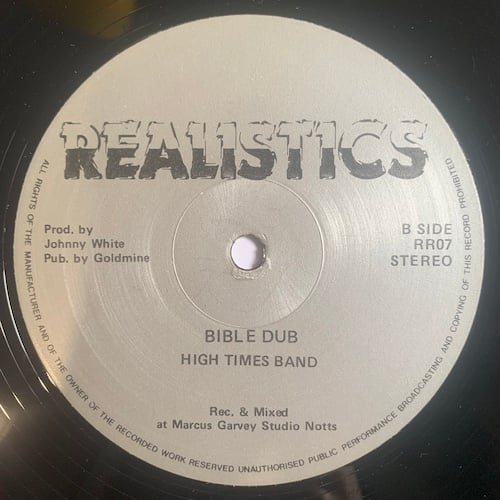 REALISTICS
Prod. by
Johnny White
Pub. by Goldmine
B SIDE
RR07
STEREO
BIBLE DUB
HIGH TIMES BAND
Rec. & Mixed
at Marcus Garvey Studio Notts
ALL RIGHTS OF THE MANUFACTURER AND OF THE OWNER OF THE RECORDED WORK RESERVED UNAUTHORISED PUBLIC PERFORMANCE BROADCASTING AND COPYING OF THIS RECORD PROHIBITED